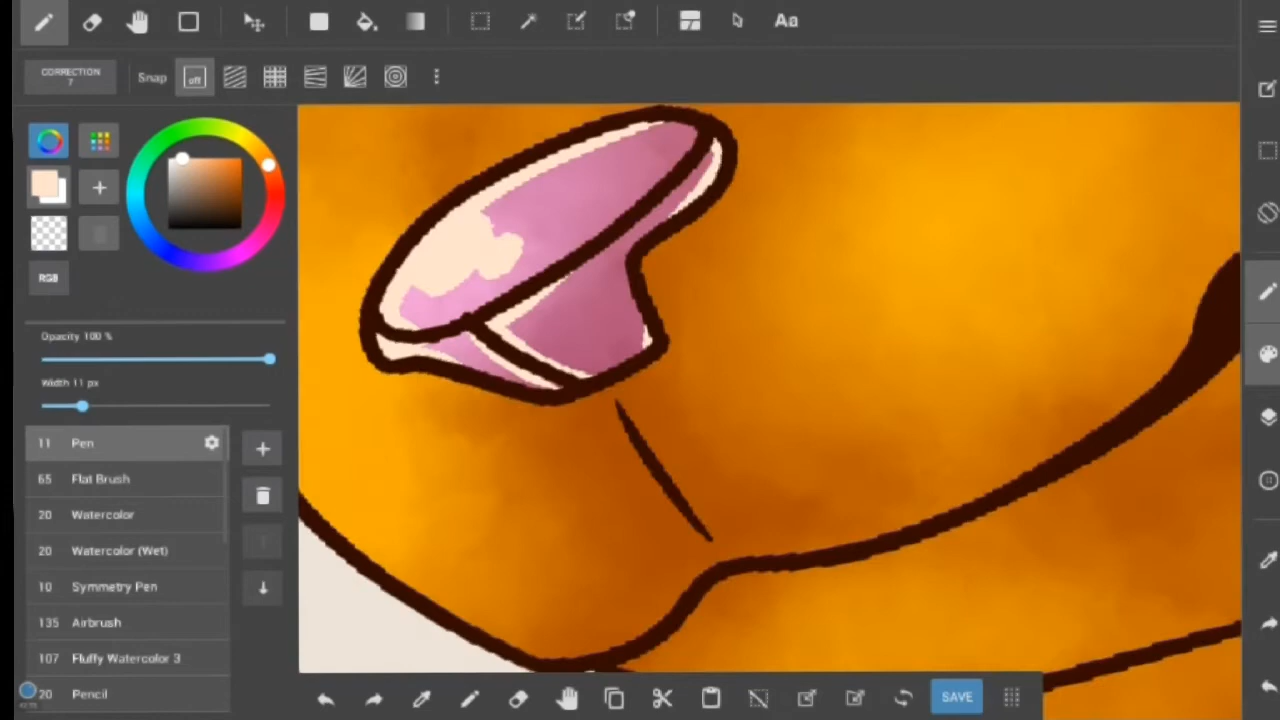 Aa
CORRECTION
7
Snap
off
RGB
Opacity 100 %
Width 11 px
11 Pen
65 Flat Brush
20 Watercolor
20 Watercolor (Wet)
10 Symmetry Pen
135 Airbrush
107 Fluffy Watercolor 3
20 Pencil
SAVE